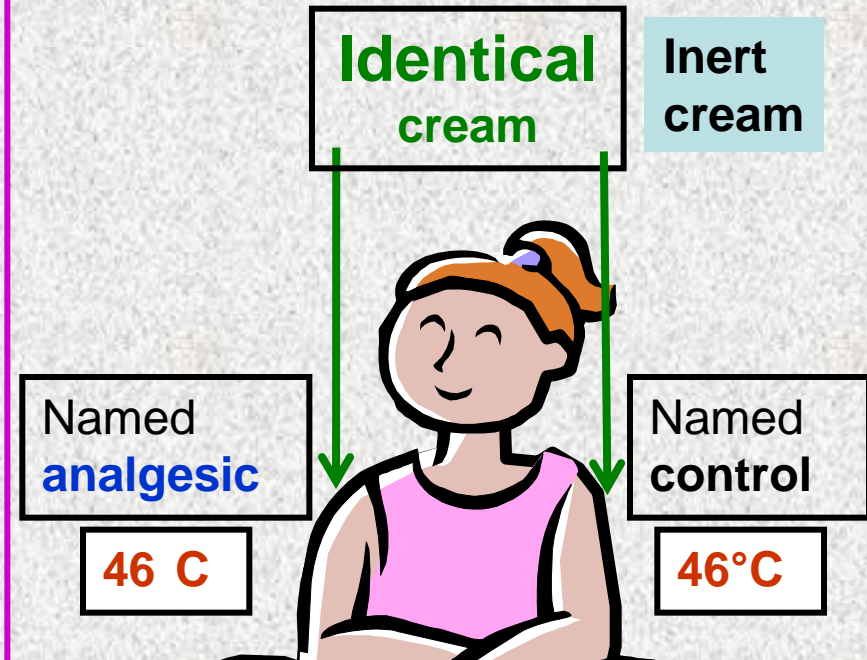 Identical
cream
Inert
cream
Named
analgesic
46 C
Named
control
46°C